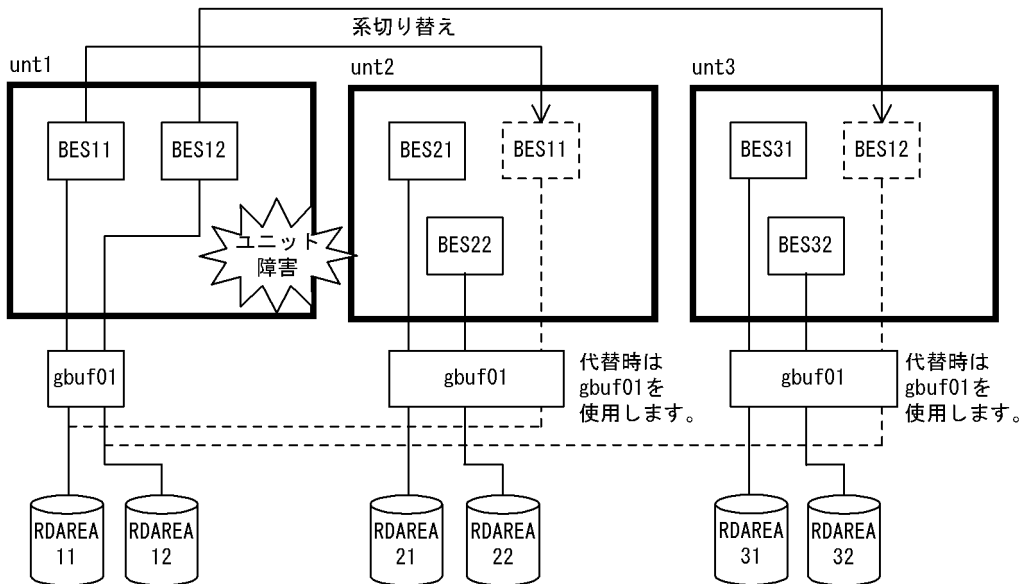 系切り替え
unt1
unt2
unt3
BES11
BES12
BES21
BES11
BES31
BES12
ユニット
障害
BES22
BES32
gbuf01
gbuf01
代替時は
gbuf01を
使用します。
gbuf01
代替時は
gbuf01を
使用します。
RDAREA
11
RDAREA
12
RDAREA
21
RDAREA
22
RDAREA
31
RDAREA
32